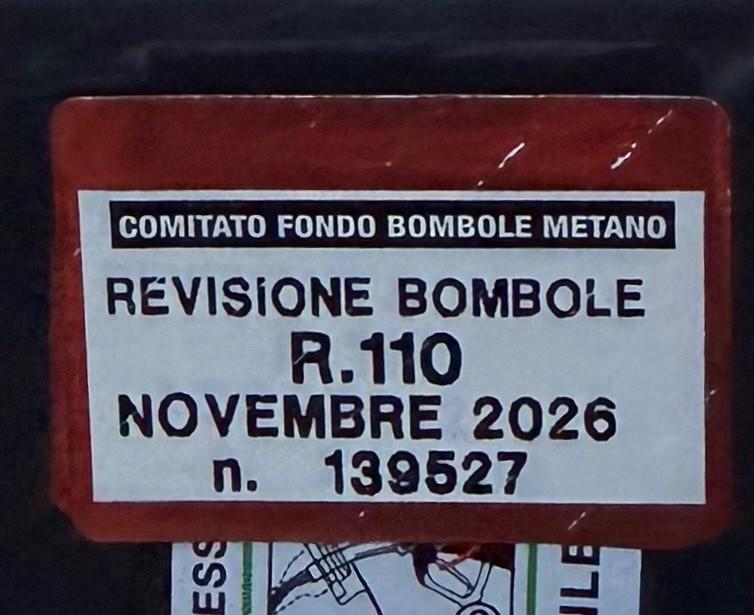 COMITATO FONDO BOMBOLE METANO
REVISIONE BOMBOLE
R.110
NOVEMBRE 2026
n. 139527